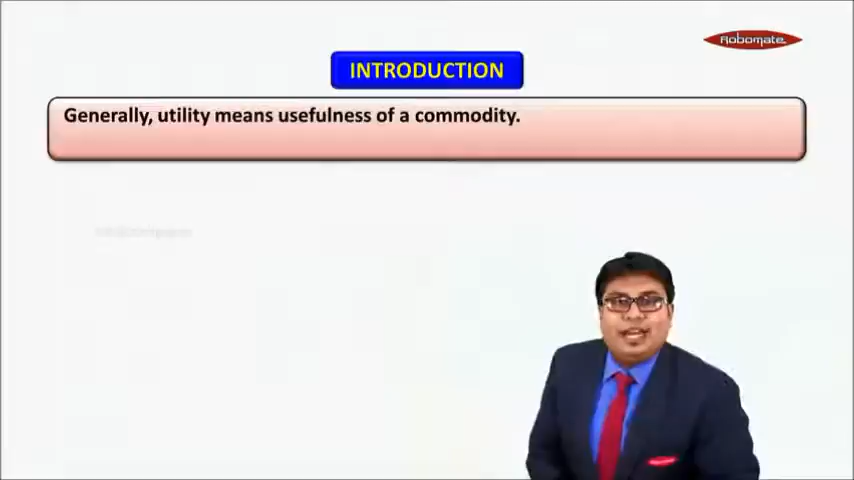 Robomate
INTRODUCTION
Generally, utility means usefulness of a commodity.